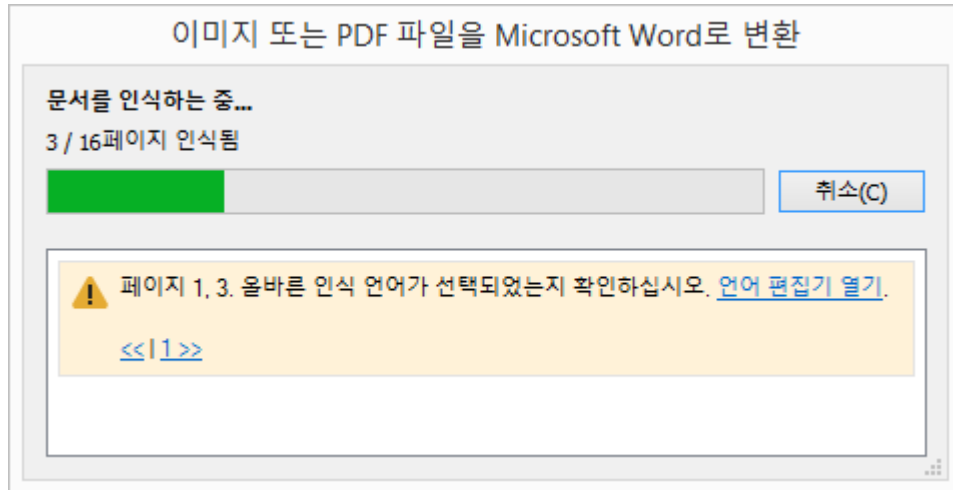 이미지 또는 PDF 파일을 Microsoft Word로 변환
문서를 인식하는 중...
3 / 16페이지 인식됨
취소(C)
페이지 1, 3. 올바른 인식 언어가 선택되었는지 확인하십시오. 언어 편집기 열기.
<< | 1 >>